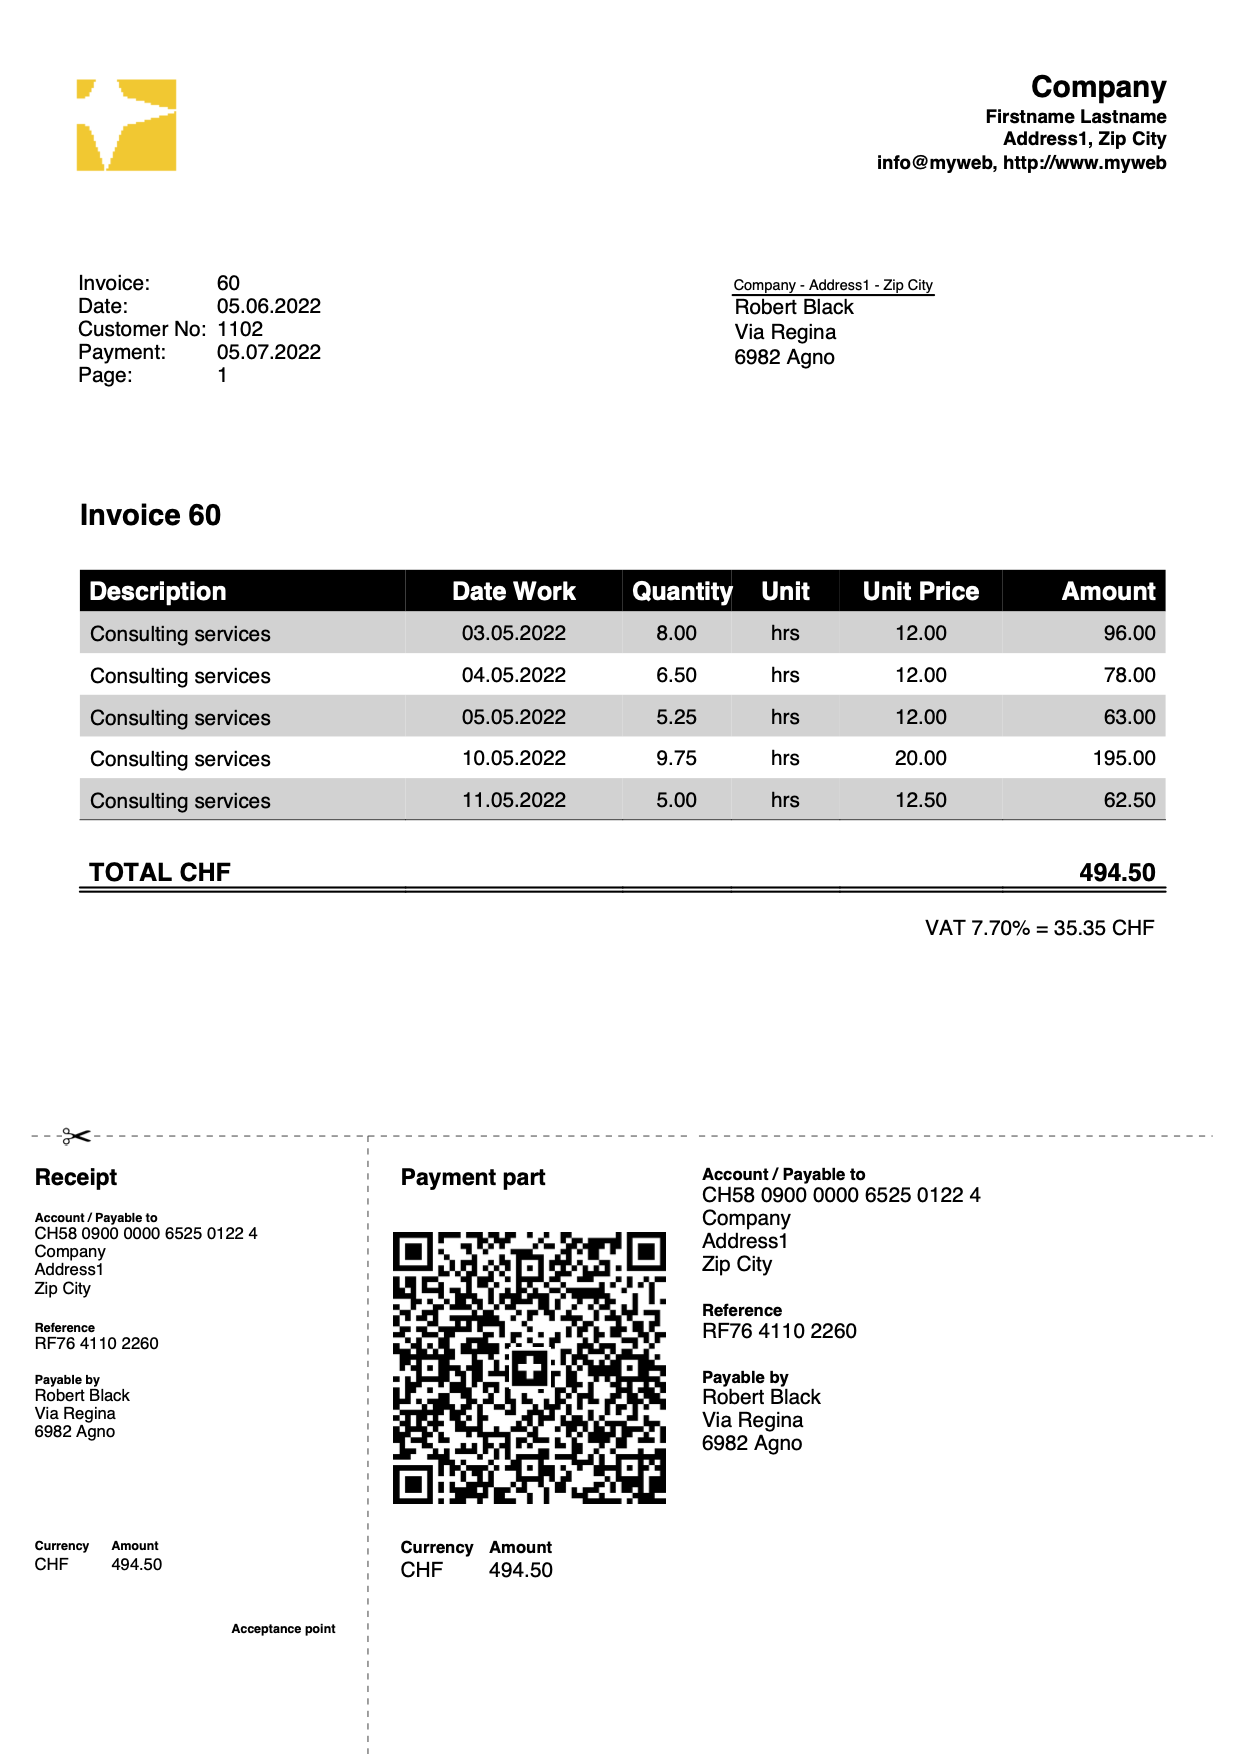 Company
Firstname Lastname
Address1, Zip City
info@myweb, http://www.myweb
Invoice: 60
Date: 05.06.2022
Customer No: 1102
Payment: 05.07.2022
Page: 1
Company - Address1 - Zip City
Robert Black
Via Regina
6982 Agno
Invoice 60
Description Date Work Quantity Unit Unit Price Amount
Consulting services 03.05.2022 8.00 hrs 12.00 96.00
Consulting services 04.05.2022 6.50 hrs 12.00 78.00
Consulting services 05.05.2022 5.25 hrs 12.00 63.00
Consulting services 10.05.2022 9.75 hrs 20.00 195.00
Consulting services 11.05.2022 5.00 hrs 12.50 62.50
TOTAL CHF 494.50
VAT 7.70% = 35.35 CHF
Receipt
Account / Payable to
CH58 0900 0000 6525 0122 4
Company
Address1
Zip City
Reference
RF76 4110 2260
Payable by
Robert Black
Via Regina
6982 Agno
Currency Amount
CHF 494.50
Acceptance point
Payment part
Currency Amount
CHF 494.50
Account / Payable to
CH58 0900 0000 6525 0122 4
Company
Address1
Zip City
Reference
RF76 4110 2260
Payable by
Robert Black
Via Regina
6982 Agno